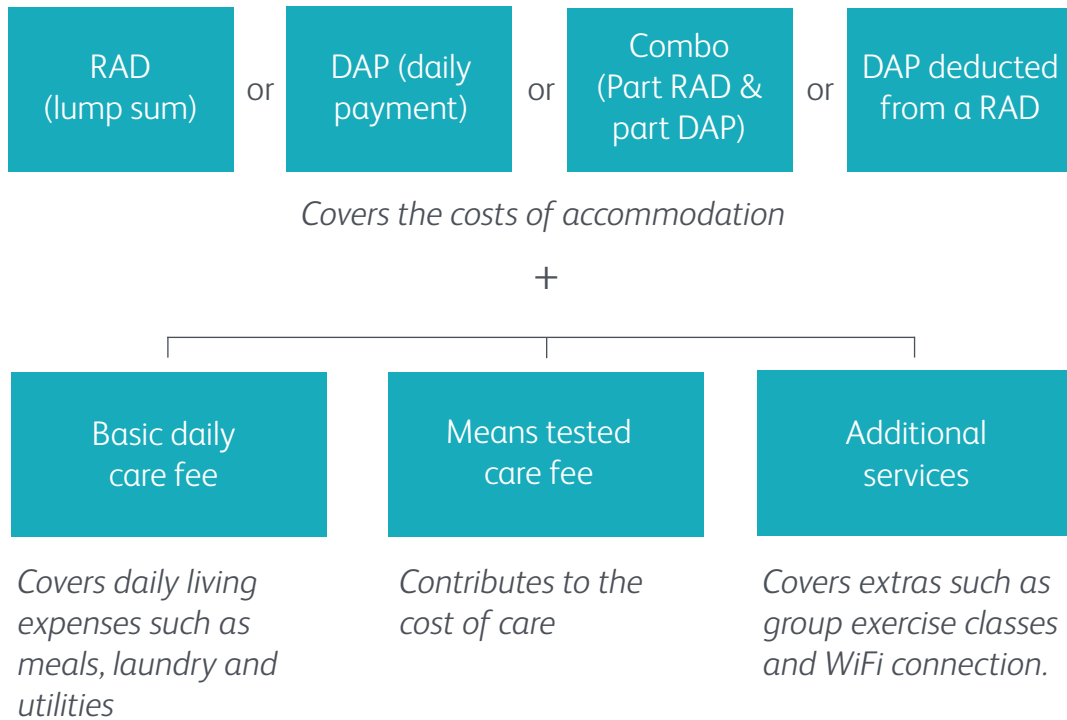 RAD
(lump sum)
or
DAP (daily
payment)
or
Combo
(Part RAD &
part DAP)
or
DAP deducted
from a RAD
Covers the costs of accommodation
+
Basic daily
care fee
Means tested
care fee
Additional
services
Covers daily living
expenses such as
meals, laundry and
utilities
Contributes to the
cost of care
Covers extras such as
group exercise classes
and WiFi connection.